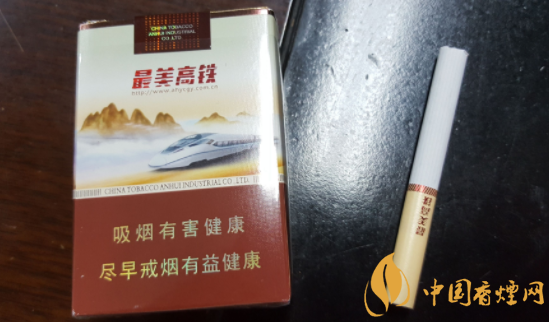 CHINA TOBACCO
ANHUI INDUSTRIAL
CO.,LTD
最美高铁
CHINA TOBACCO ANHUI INDUSTRIAL CO.,LTD
吸烟有害健康
尽早戒烟有益健康
中国香煙网